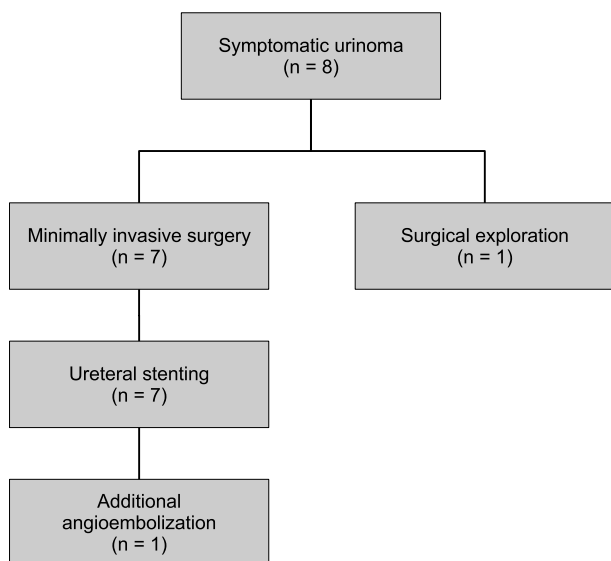 Symptomatic urinoma
(n = 8)
Minimally invasive surgery
(n = 7)
Surgical exploration
(n = 1)
Ureteral stenting
(n = 7)
Additional
angioembolization
(n = 1)